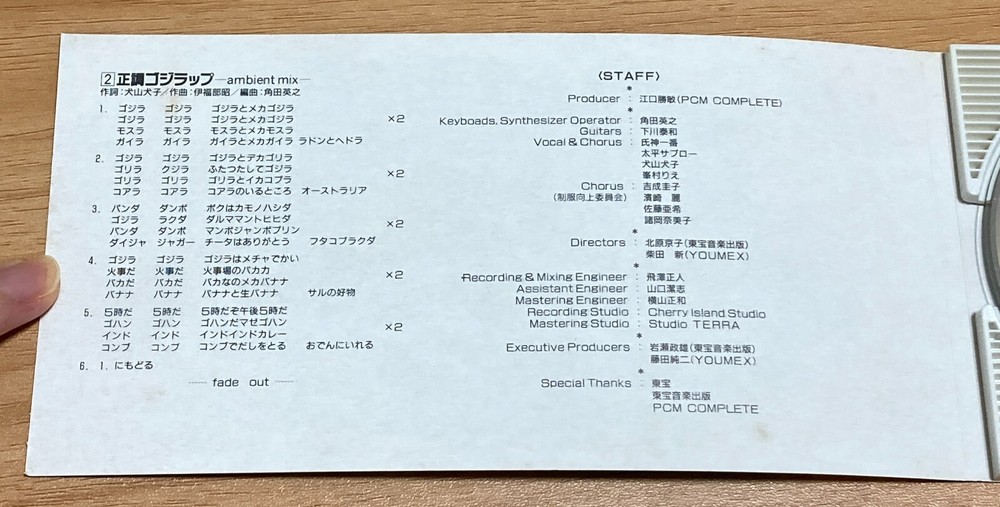 2 正調ゴジラップ —ambient mix—
作詞:犬山犬子/作曲:伊福部昭/編曲:角田英之
1. ゴジラ ゴジラ ゴジラとメカゴジラ
ゴジラ ゴジラ ゴジラとメカゴジラ ×2
モスラ モスラ モスラとメカモスラ
ガイラ ガイラ ガイラとメカガイラ ラドンとヘドラ
2. ゴジラ ゴジラ ゴジラとデカゴリラ
ゴリラ クジラ ふたつたしてゴジラ ×2
ゴリラ ゴリラ ゴリラとイカコブラ
コアラ コアラ コアラのいるところ オーストラリア
3. パンダ ダンボ ボクはカモノハシダ
ゴジラ ラクダ ダルママントヒヒダ ×2
パンダ ダンボ マンボジャンボプリン
ダイジャ ジャガー チータはありがとう フタコブラクダ
4. ゴジラ ゴジラ ゴジラはメチャでかい
火事だ 火事だ 火事場のバカカ ×2
バカだ バカだ バカなのメカバナナ
バナナ バナナ バナナと生バナナ サルの好物
5. 5時だ 5時だ 5時だぞ午後5時だ
ゴハン ゴハン ゴハンだマゼゴハン ×2
インド インド インドインドカレー
コンブ コンブ コンブでだしをとる おでんにいれる
6. 1. にもどる
fade out
〈STAFF〉
*
Producer : 江口勝敏(PCM COMPLETE)
*
Keyboads, Synthesizer Operator : 角田英之
Guitars : 下川泰和
Vocal & Chorus : 氏神一番
太平サブロー
犬山犬子
峯村りえ
Chorus : 吉成圭子
(制服向上委員会) 濱崎 麗
佐藤亜希
諸岡奈美子
*
Directors : 北原京子(東宝音楽出版)
柴田 新(YOUMEX)
*
Recording & Mixing Engineer : 飛澤正人
Assistant Engineer : 山口潔志
Mastering Engineer : 横山正和
Recording Studio : Cherry Island Studio
Mastering Studio : Studio TERRA
*
Executive Producers : 岩瀬政雄(東宝音楽出版)
藤田純二(YOUMEX)
*
Special Thanks : 東宝
東宝音楽出版
PCM COMPLETE